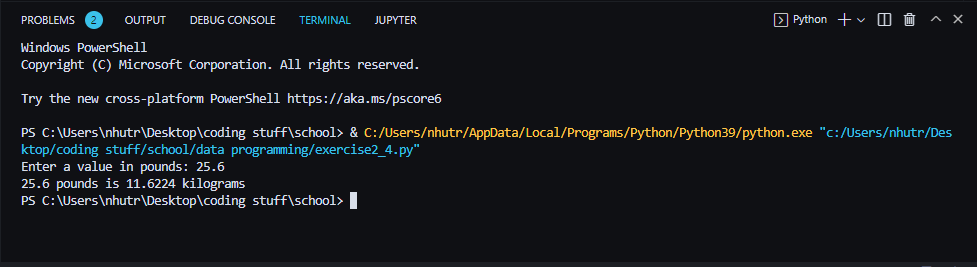 PROBLEMS 2 OUTPUT DEBUG CONSOLE TERMINAL JUPYTER Python
Windows PowerShell
Copyright (C) Microsoft Corporation. All rights reserved.
Try the new cross-platform PowerShell https://aka.ms/pscore6
PS C:\Users\nhutr\Desktop\coding stuff\school> & C:/Users/nhutr/AppData/Local/Programs/Python/Python39/python.exe "c:/Users/nhutr/Des
ktop/coding stuff/school/data programming/exercise2_4.py"
Enter a value in pounds: 25.6
25.6 pounds is 11.6224 kilograms
PS C:\Users\nhutr\Desktop\coding stuff\school>